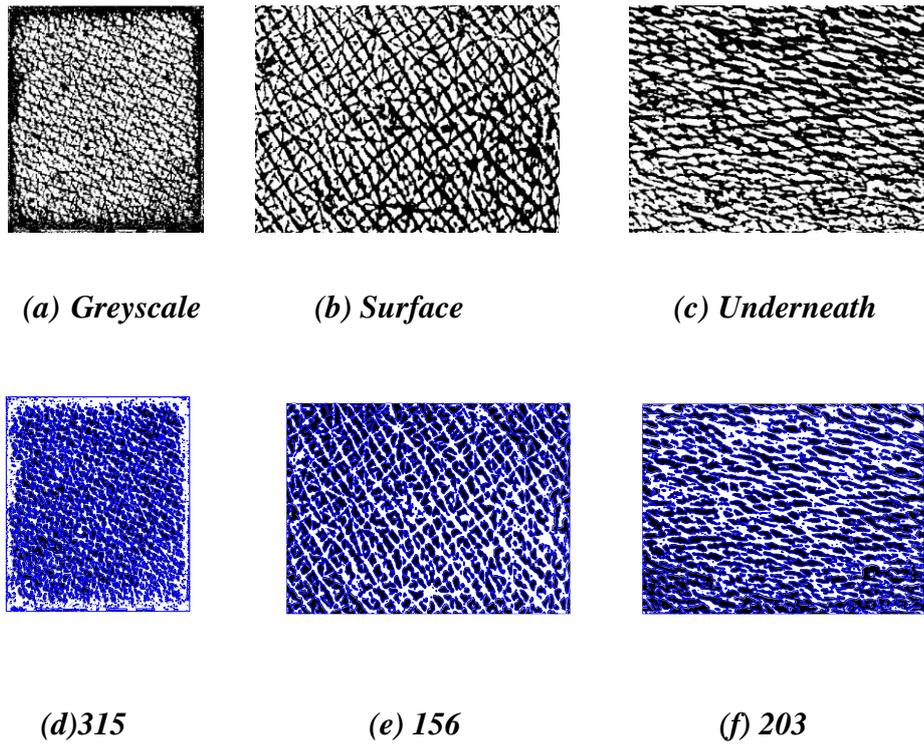 (a) Greyscale
(b) Surface
(c) Underneath
(d)315
(e) 156
(f) 203